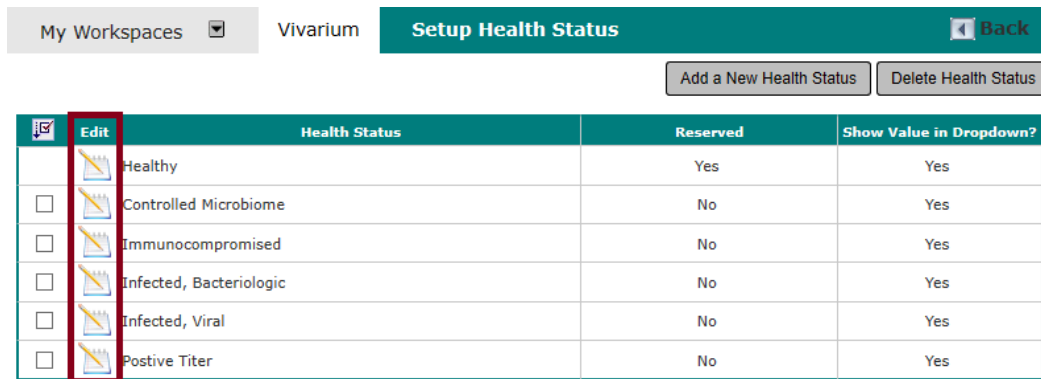 My Workspaces Vivarium Setup Health Status Back
Add a New Health Status Delete Health Status
Edit Health Status Reserved Show Value in Dropdown?
Healthy Yes Yes
Controlled Microbiome No Yes
Immunocompromised No Yes
Infected, Bacteriologic No Yes
Infected, Viral No Yes
Postive Titer No Yes